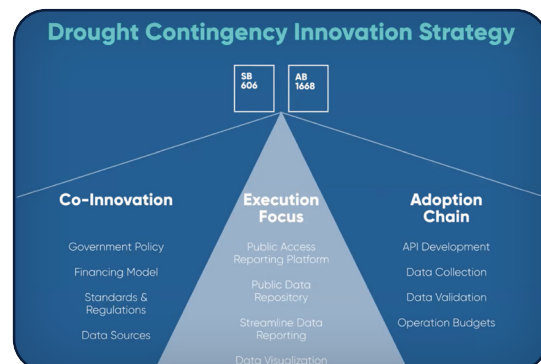 Drought Contingency Innovation Strategy
SB
606
AB
1668
Co-Innovation
Government Policy
Financing Model
Standards &
Regulations
Data Sources
Execution
Focus
Public Access
Reporting Platform
Public Data
Repository
Streamline Data
Reporting
Data Visualization
Adoption
Chain
API Development
Data Collection
Data Validation
Operation Budgets